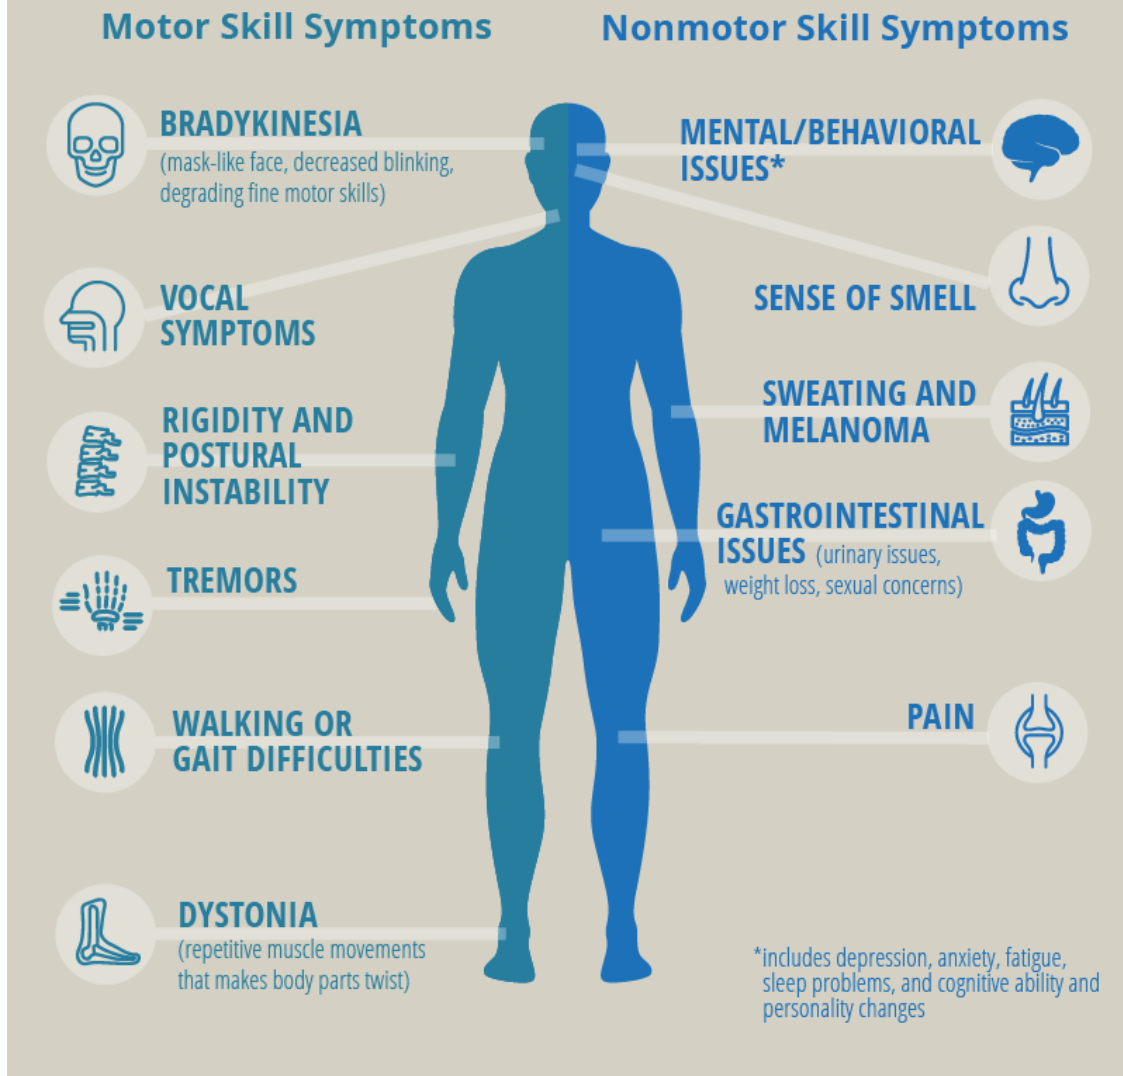 Motor Skill Symptoms
Nonmotor Skill Symptoms
BRADYKINESIA
(mask-like face, decreased blinking,
degrading fine motor skills)
VOCAL
SYMPTOMS
RIGIDITY AND
POSTURAL
INSTABILITY
TREMORS
WALKING OR
GAIT DIFFICULTIES
DYSTONIA
(repetitive muscle movements
that makes body parts twist)
MENTAL/BEHAVIORAL
ISSUES*
SENSE OF SMELL
SWEATING AND
MELANOMA
GASTROINTESTINAL
ISSUES (urinary issues,
weight loss, sexual concerns)
PAIN
*includes depression, anxiety, fatigue,
sleep problems, and cognitive ability and
personality changes